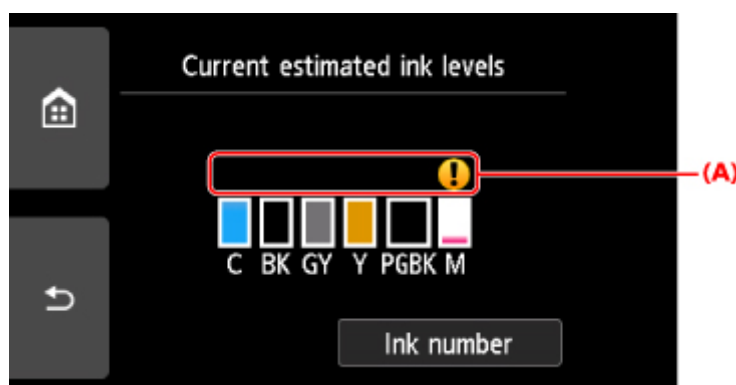 Current estimated ink levels
(A)
C BK GY Y PGBK M
Ink number